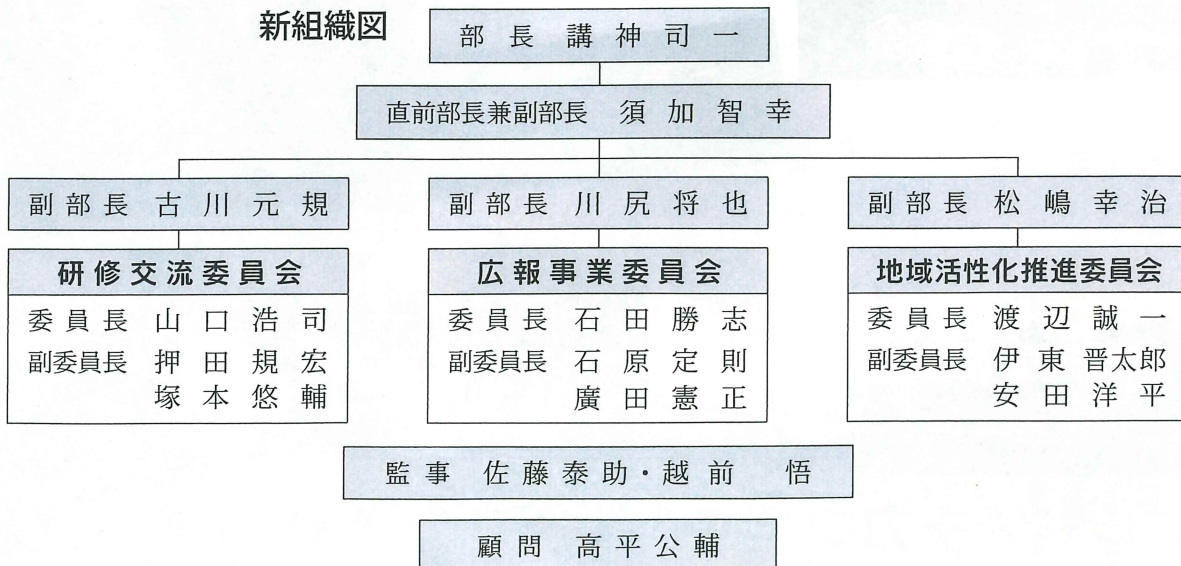 新組織図
部長 講神司一
直前部長兼副部長 須加智幸
副部長 古川元規
研修交流委員会
委員長 山口浩司
副委員長 押田規宏
塚本悠輔
副部長 川尻将也
広報事業委員会
委員長 石田勝志
副委員長 石原定則
廣田憲正
副部長 松嶋幸治
地域活性化推進委員会
委員長 渡辺誠一
副委員長 伊東晋太郎
安田洋平
監事 佐藤泰助・越前 悟
顧問 高平公輔